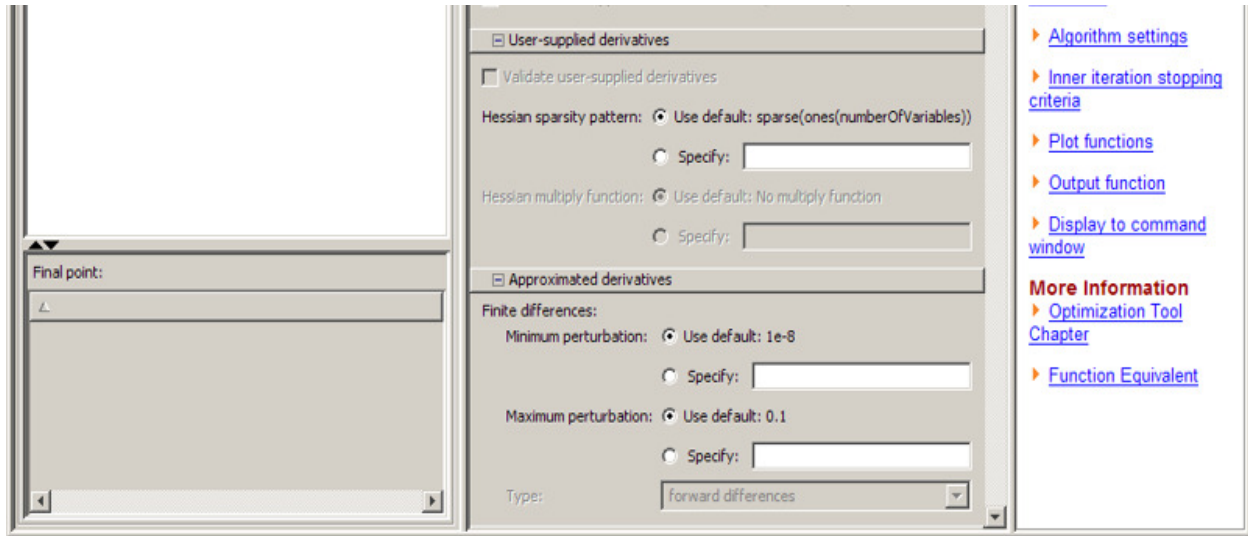 User-supplied derivatives
Validate user-supplied derivatives
Hessian sparsity pattern: Use default: sparse(ones(numberOfVariables))
Specify:
Hessian multiply function: Use default: No multiply function
Specify:
Final point:
Approximated derivatives
Finite differences:
Minimum perturbation: Use default: 1e-8
Specify:
Maximum perturbation: Use default: 0.1
Specify:
Type: forward differences
Algorithm settings
Inner iteration stopping
criteria
Plot functions
Output function
Display to command
window
More Information
Optimization Tool
Chapter
Function Equivalent